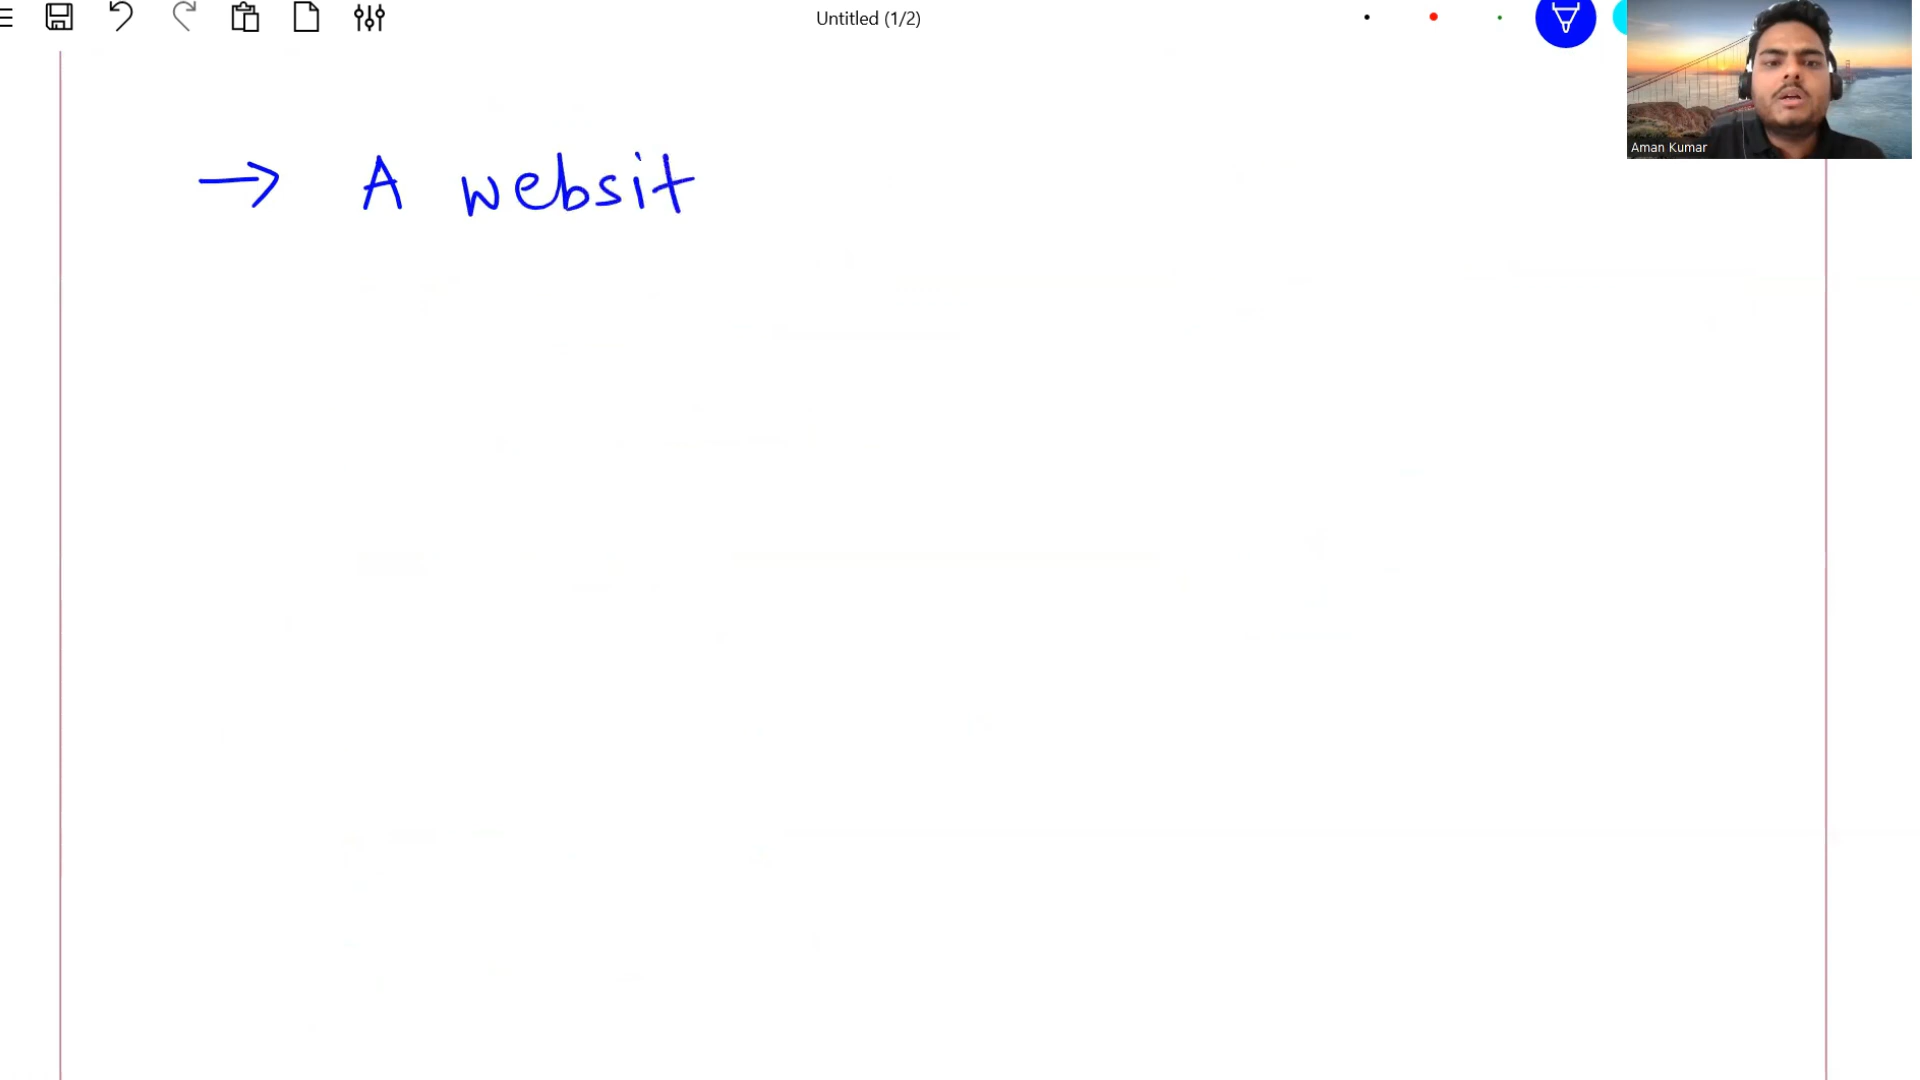 Untitled (1/2)
Aman Kumar
→ A websit